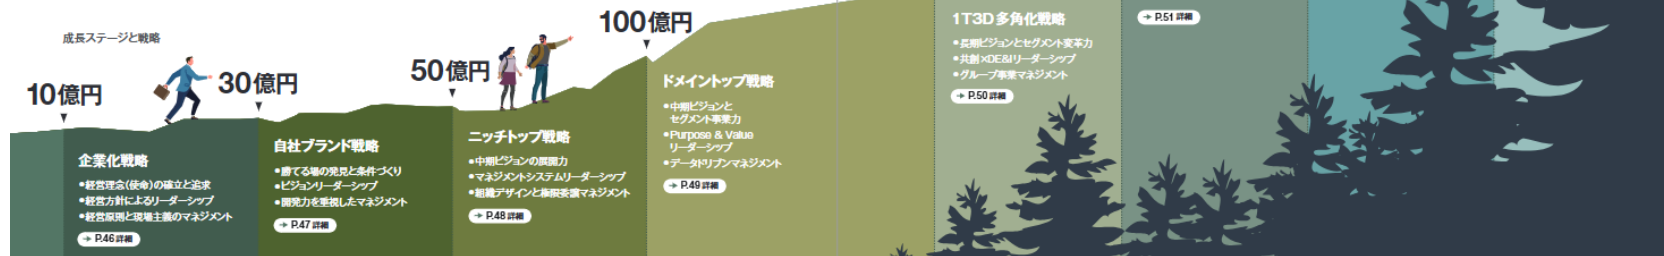 成長ステージと戦略
10億円
30億円
50億円
100億円
企業化戦略
●経営理念(使命)の確立と追求
●経営方針によるリーダーシップ
●経営原則と現場主義のマネジメント
→ P.46 詳細
自社ブランド戦略
●勝てる場の発見と条件づくり
●ビジョンリーダーシップ
●開発力を重視したマネジメント
→ P.47 詳細
ニッチトップ戦略
●中期ビジョンの展開力
●マネジメントシステムリーダーシップ
●組織デザインと権限委譲マネジメント
→ P.48 詳細
ドメイントップ戦略
●中期ビジョンと
セグメント事業力
●Purpose & Value
リーダーシップ
●データドリブンマネジメント
→ P.49 詳細
1T3D多角化戦略
●長期ビジョンとセグメント変革力
●共創×DE&Iリーダーシップ
●グループ事業マネジメント
→ P.50 詳細
→ P.51 詳細